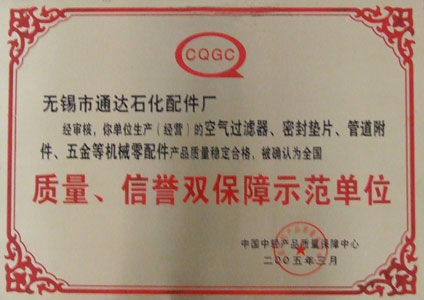 CQGC
无锡市通达石化配件厂
经审核，你单位生产（经营）的空气过滤器、密封垫片、管道附
件、五金等机械零配件产品质量稳定合格，被确认为全国
质量、信誉双保障示范单位
中国中轻产品质量保障中心
二00五年三月